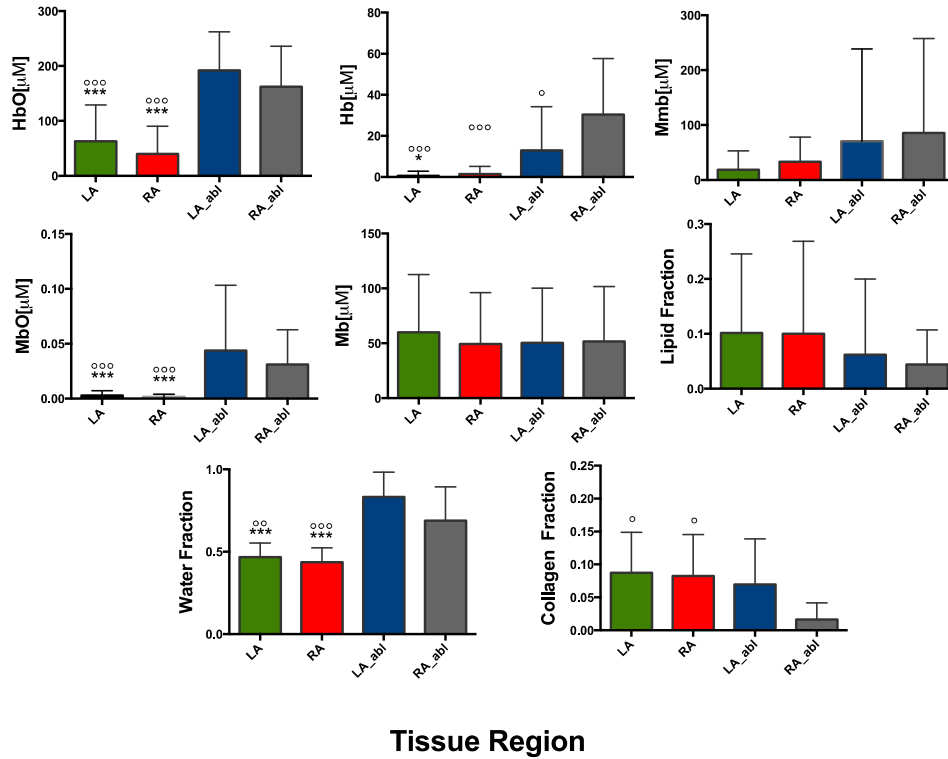 HbO[μM]
300
200
100
0
°°°
***
°°°
***
LA
RA
LA_abl
RA_abl
Hb[μM]
80
60
40
20
0
°°°
*
°°°
°
LA
RA
LA_abl
RA_abl
Mmb[μM]
300
200
100
0
LA
RA
LA_abl
RA_abl
MbO[μM]
0.15
0.10
0.05
0.00
°°°
***
°°°
***
LA
RA
LA_abl
RA_abl
Mb[μM]
150
100
50
0
LA
RA
LA_abl
RA_abl
Lipid Fraction
0.3
0.2
0.1
0.0
LA
RA
LA_abl
RA_abl
Water Fraction
1.0
0.5
0.0
°°
***
°°°
***
LA
RA
LA_abl
RA_abl
Collagen Fraction
0.25
0.20
0.15
0.10
0.05
0.00
°
°
LA
RA
LA_abl
RA_abl
Tissue Region